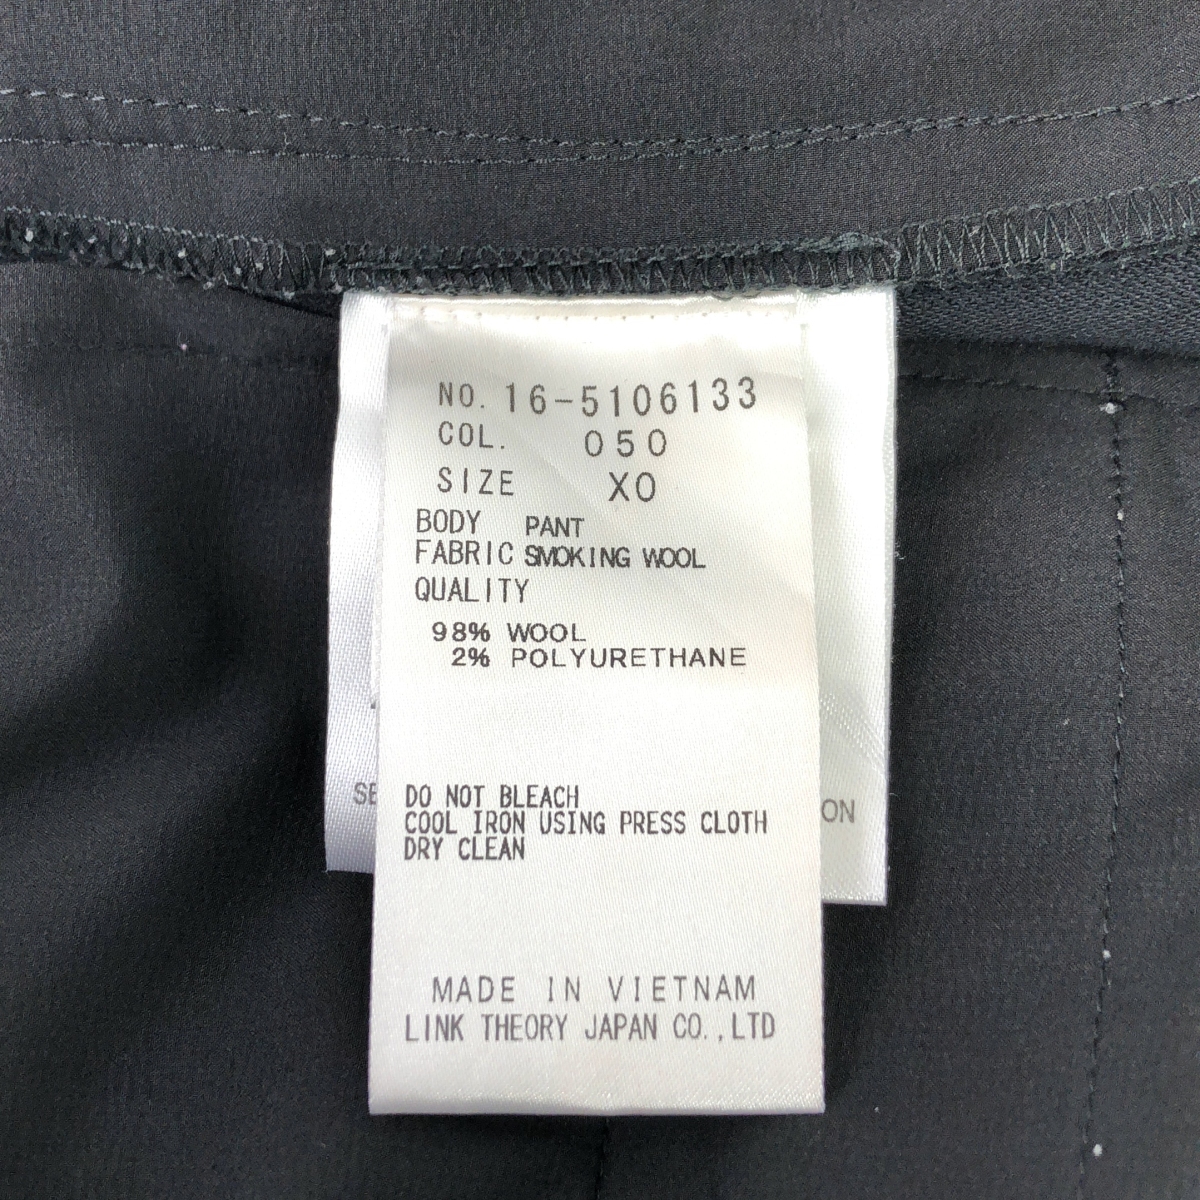 NO. 16-5106133
COL. 050
SIZE XO
BODY PANT
FABRIC SMOKING WOOL
QUALITY
98% WOOL
2% POLYURETHANE
DO NOT BLEACH
COOL IRON USING PRESS CLOTH
DRY CLEAN
MADE IN VIETNAM
LINK THEORY JAPAN CO.,LTD